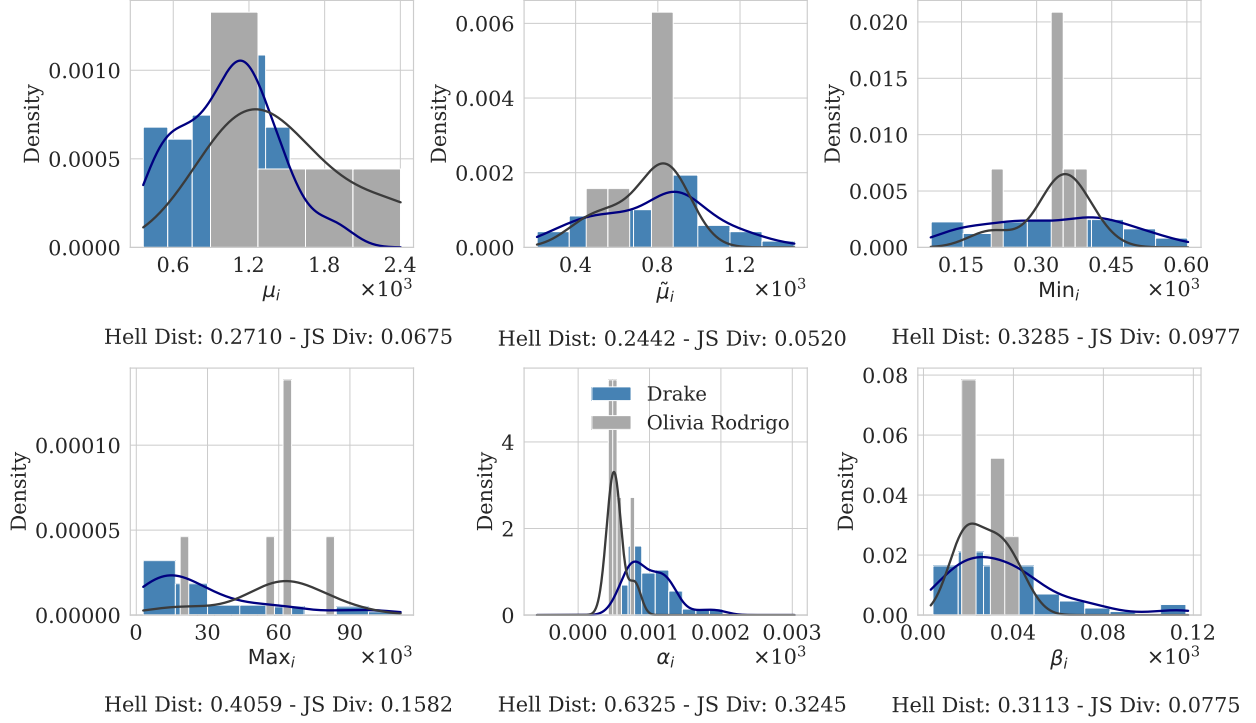 Density
0.0010
0.0005
0.0000
0.6 1.2 1.8 2.4
×10³
μᵢ
Hell Dist: 0.2710 - JS Div: 0.0675
Density
0.006
0.004
0.002
0.000
0.4 0.8 1.2
×10³
μ̃ᵢ
Hell Dist: 0.2442 - JS Div: 0.0520
Density
0.020
0.015
0.010
0.005
0.000
0.15 0.30 0.45 0.60
×10³
Minᵢ
Hell Dist: 0.3285 - JS Div: 0.0977
Density
0.00010
0.00005
0.00000
0 30 60 90
×10³
Maxᵢ
Hell Dist: 0.4059 - JS Div: 0.1582
Drake
Olivia Rodrigo
Density
4
2
0
0.000 0.001 0.002 0.003
×10³
αᵢ
Hell Dist: 0.6325 - JS Div: 0.3245
Density
0.08
0.06
0.04
0.02
0.00
0.00 0.04 0.08 0.12
×10³
βᵢ
Hell Dist: 0.3113 - JS Div: 0.0775